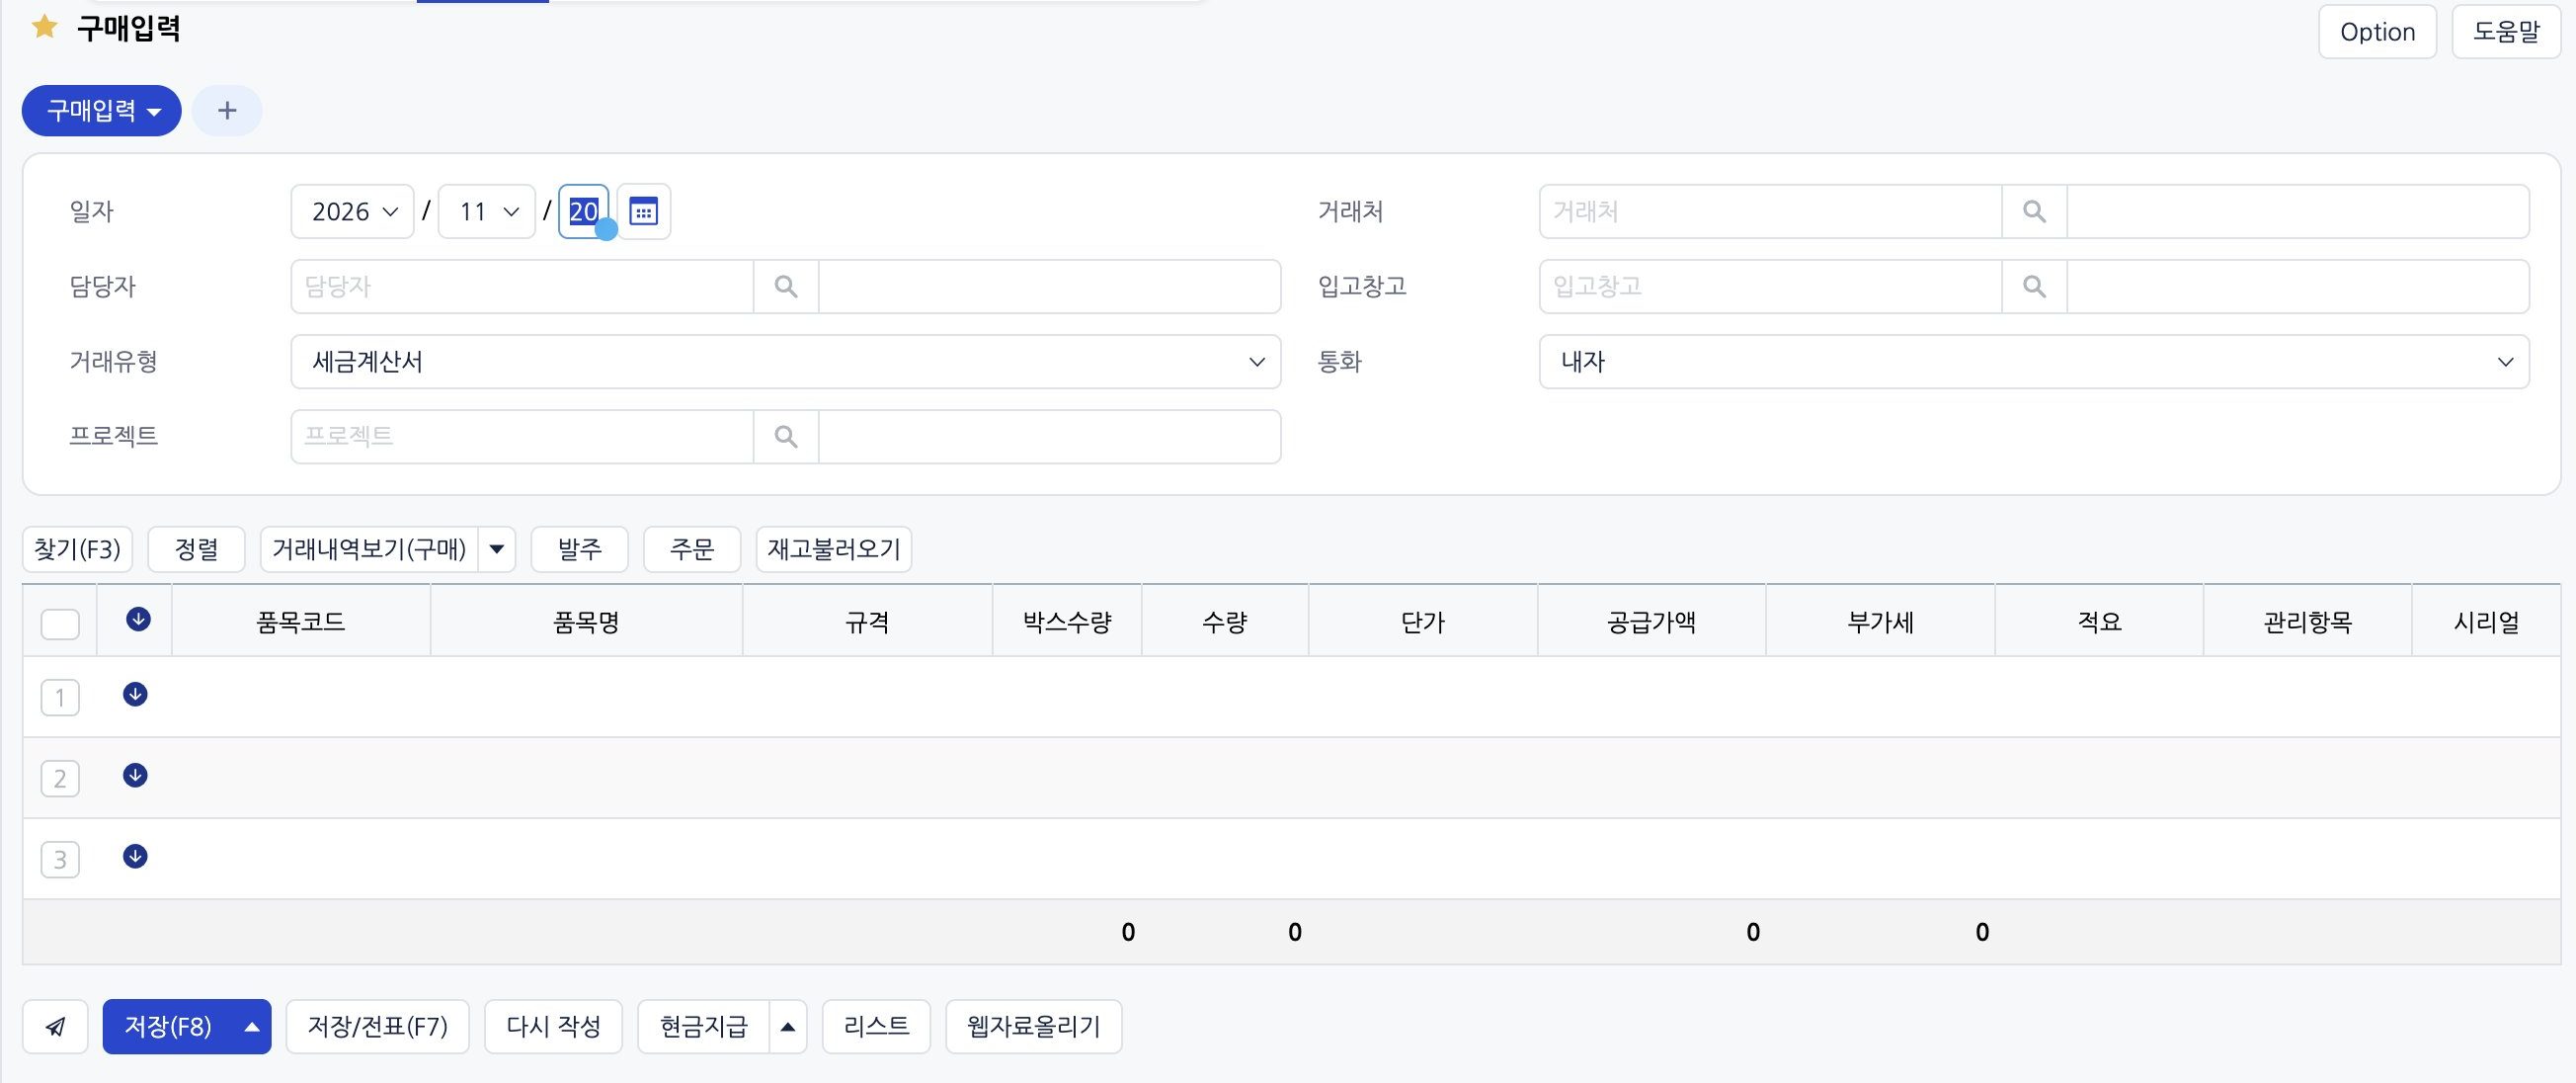 구매입력
Option 도움말
구매입력 +
일자 2026 / 11 / 20 거래처 거래처
담당자 담당자 입고창고 입고창고
거래유형 세금계산서 통화 내자
프로젝트 프로젝트
찾기(F3) 정렬 거래내역보기(구매) 발주 주문 재고불러오기
품목코드 품목명 규격 박스수량 수량 단가 공급가액 부가세 적요 관리항목 시리얼
1
2
3
0 0 0 0
저장(F8) 저장/전표(F7) 다시 작성 현금지급 리스트 웹자료올리기